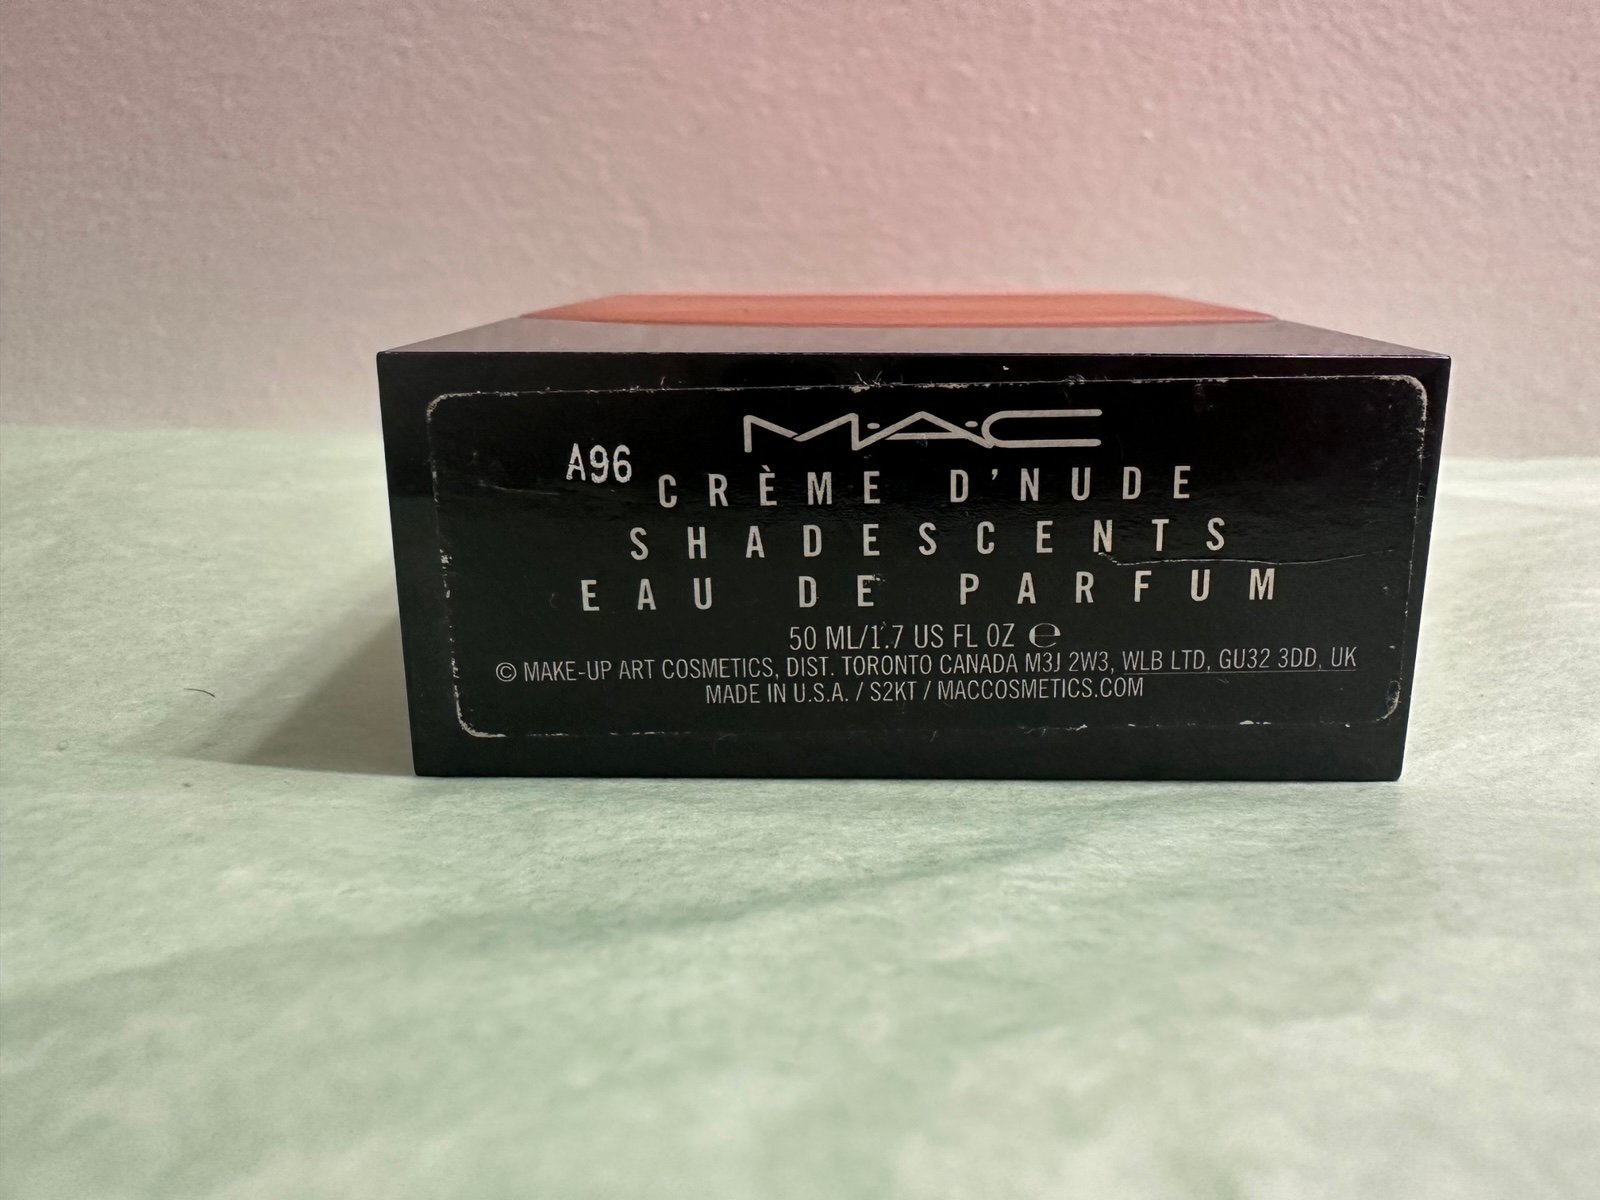 M·A·C
A96
CRÈME D'NUDE
SHADESCENTS
EAU DE PARFUM
50 ML/1.7 US FL OZ ℮
© MAKE-UP ART COSMETICS, DIST. TORONTO CANADA M3J 2W3, WLB LTD, GU32 3DD, UK
MADE IN U.S.A. / S2KT / MACCOSMETICS.COM